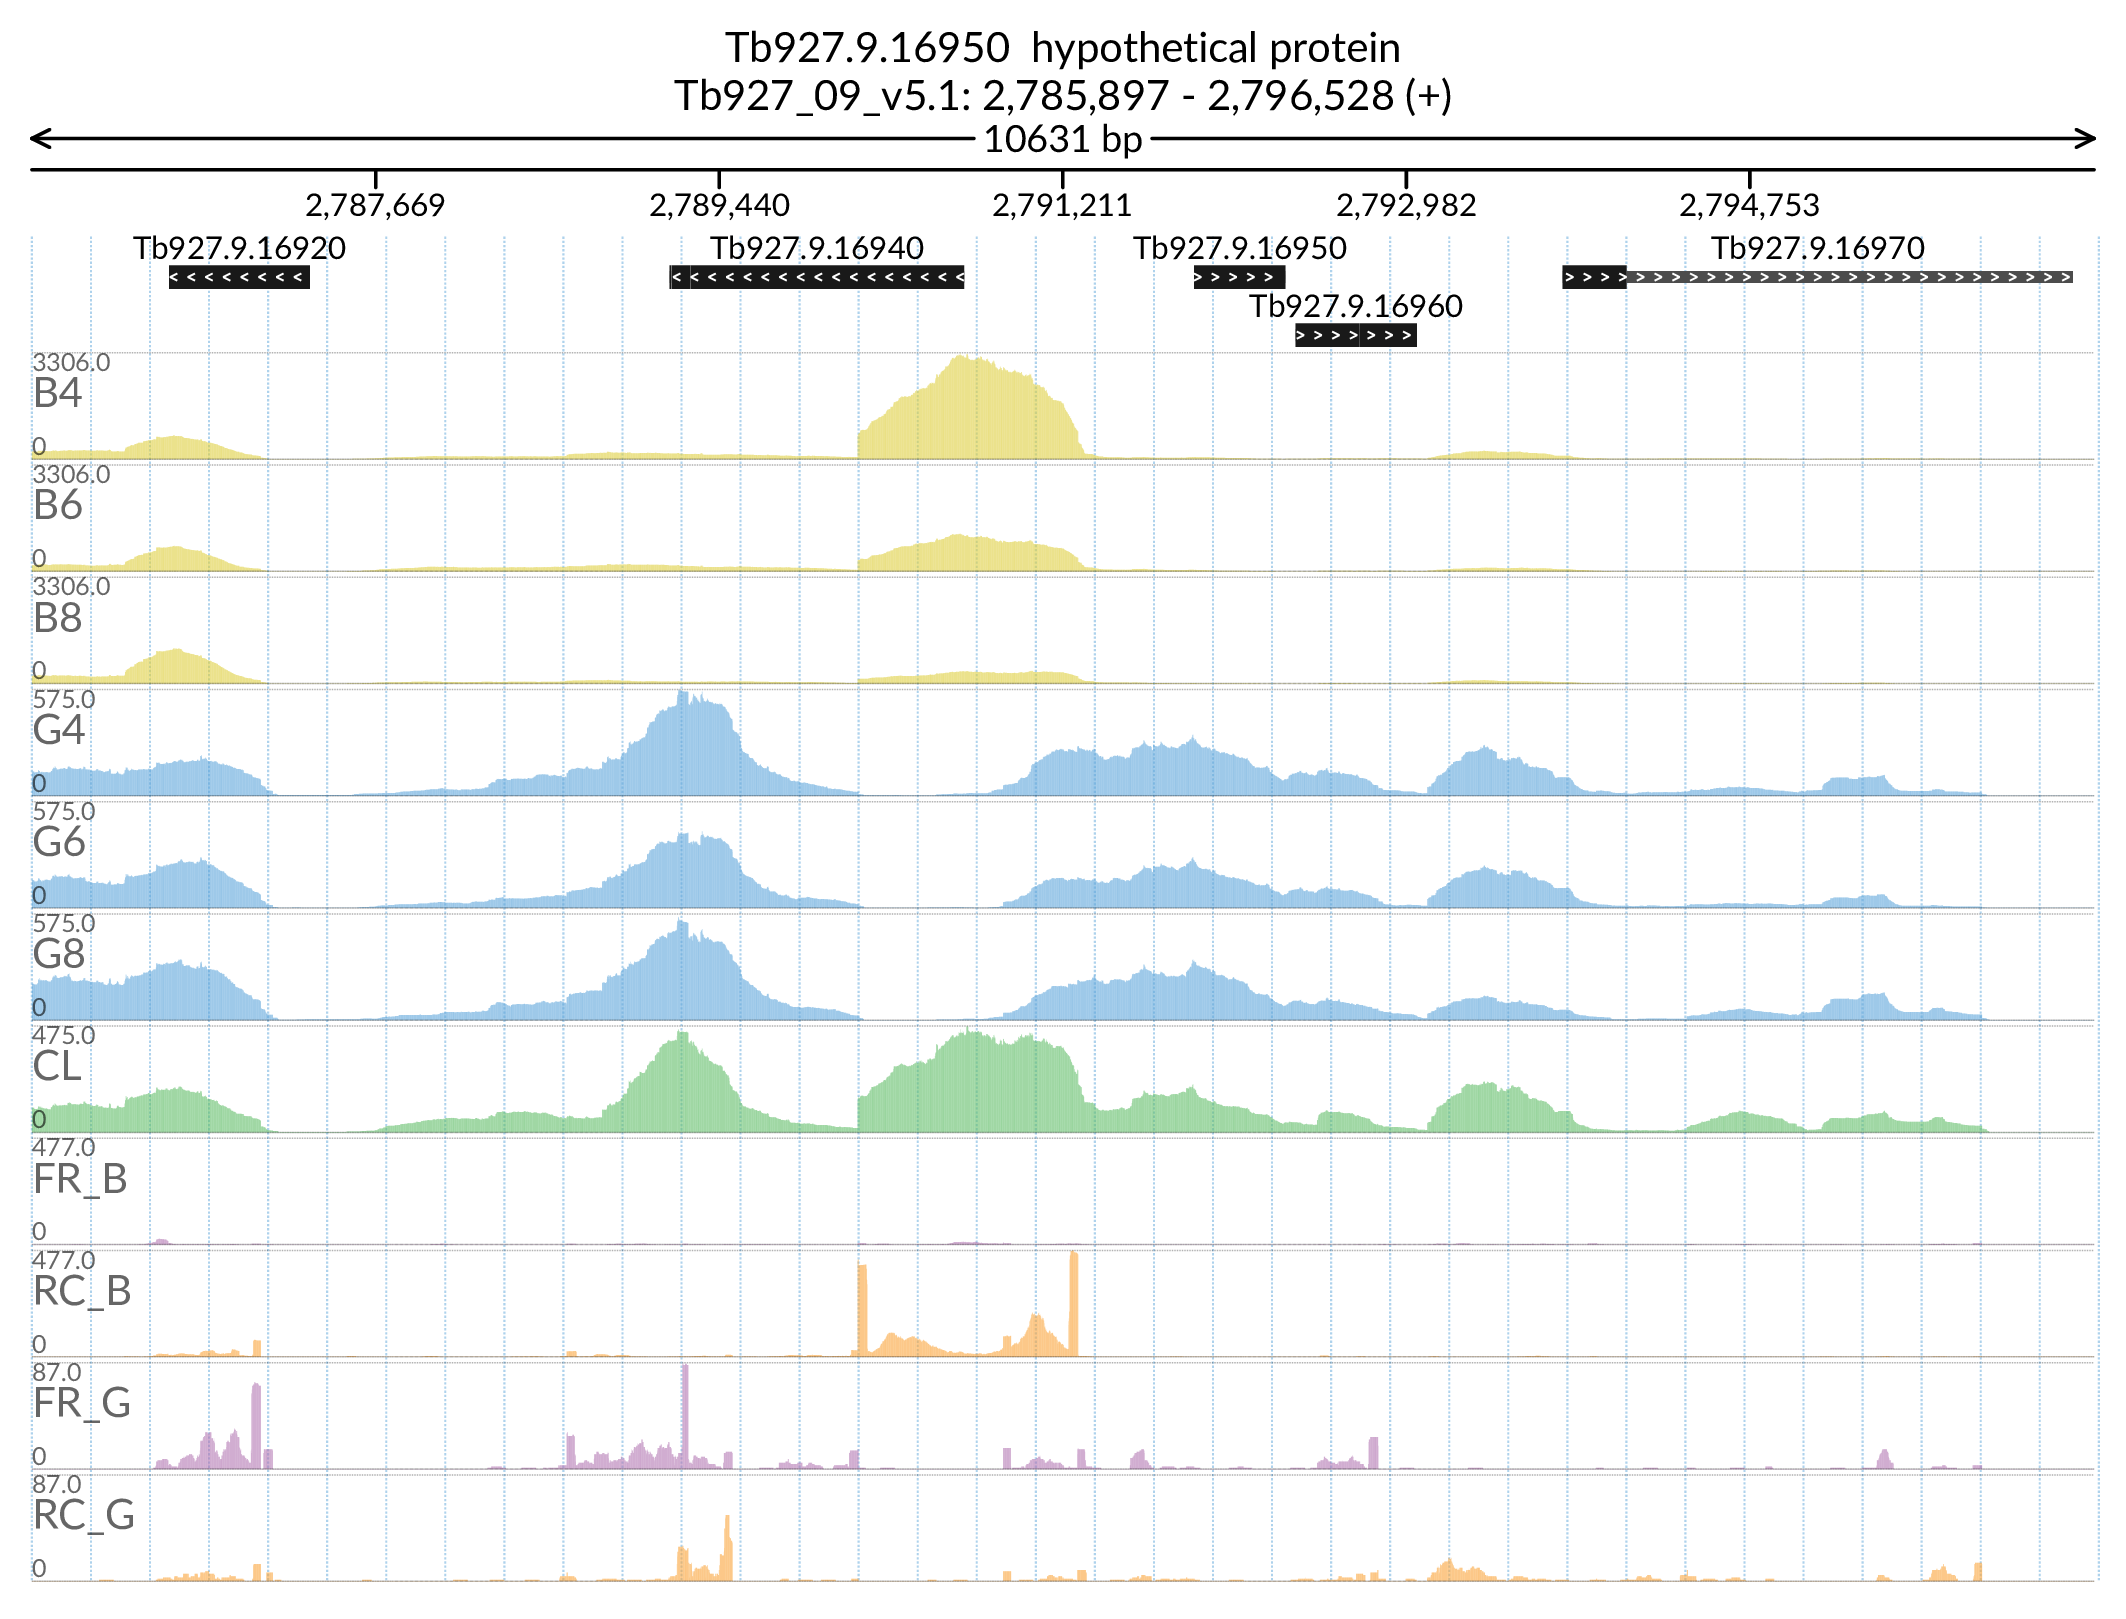 Tb927.9.16950 hypothetical protein
Tb927_09_v5.1: 2,785,897 - 2,796,528 (+)
10631 bp
2,787,669 2,789,440 2,791,211 2,792,982 2,794,753
Tb927.9.16920 Tb927.9.16940 Tb927.9.16950 Tb927.9.16970
Tb927.9.16960
3306.0
B4
0
3306.0
B6
0
3306.0
B8
0
575.0
G4
0
575.0
G6
0
575.0
G8
0
475.0
CL
0
477.0
FR_B
0
477.0
RC_B
0
87.0
FR_G
0
87.0
RC_G
0